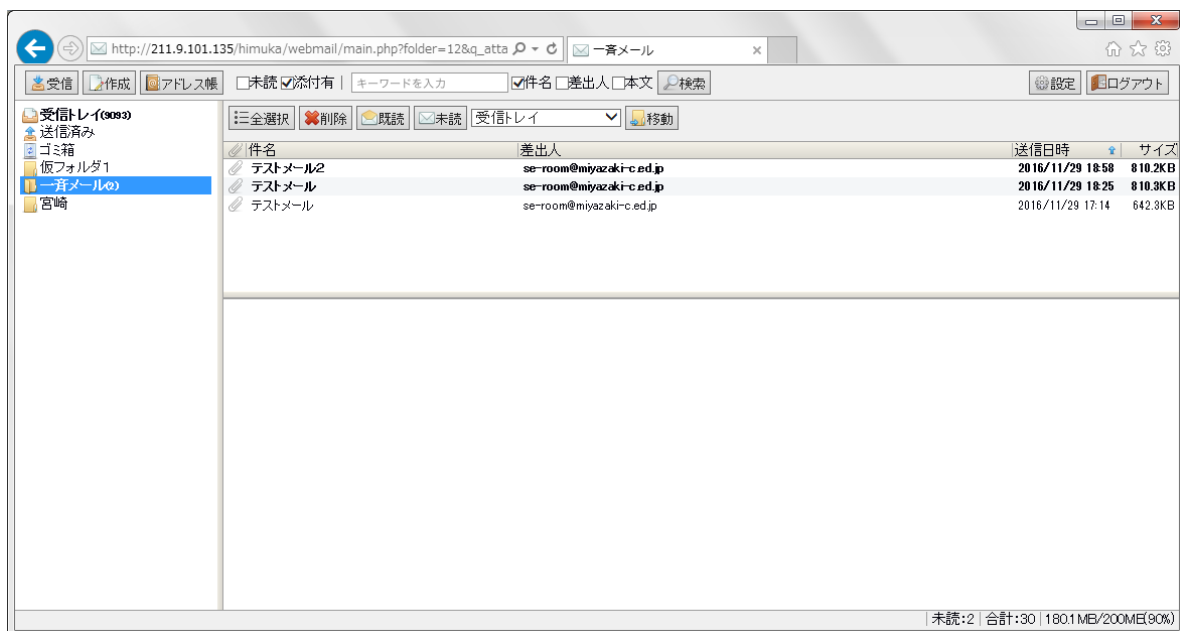 http://211.9.101.135/himuka/webmail/main.php?folder=12&q_atta 一斉メール
受信 作成 アドレス帳 未読 添付有 | キーワードを入力 件名 差出人 本文 検索 設定 ログアウト
受信トレイ(9093)
送信済み
ゴミ箱
仮フォルダ1
一斉メール(2)
宮崎
全選択 削除 既読 未読 受信トレイ 移動
件名 差出人 送信日時 サイズ
テストメール2 se-room@miyazaki-c.ed.jp 2016/11/29 18:58 810.2KB
テストメール se-room@miyazaki-c.ed.jp 2016/11/29 18:25 810.3KB
テストメール se-room@miyazaki-c.ed.jp 2016/11/29 17:14 642.3KB
未読:2 合計:30 180.1MB/200MB(90%)